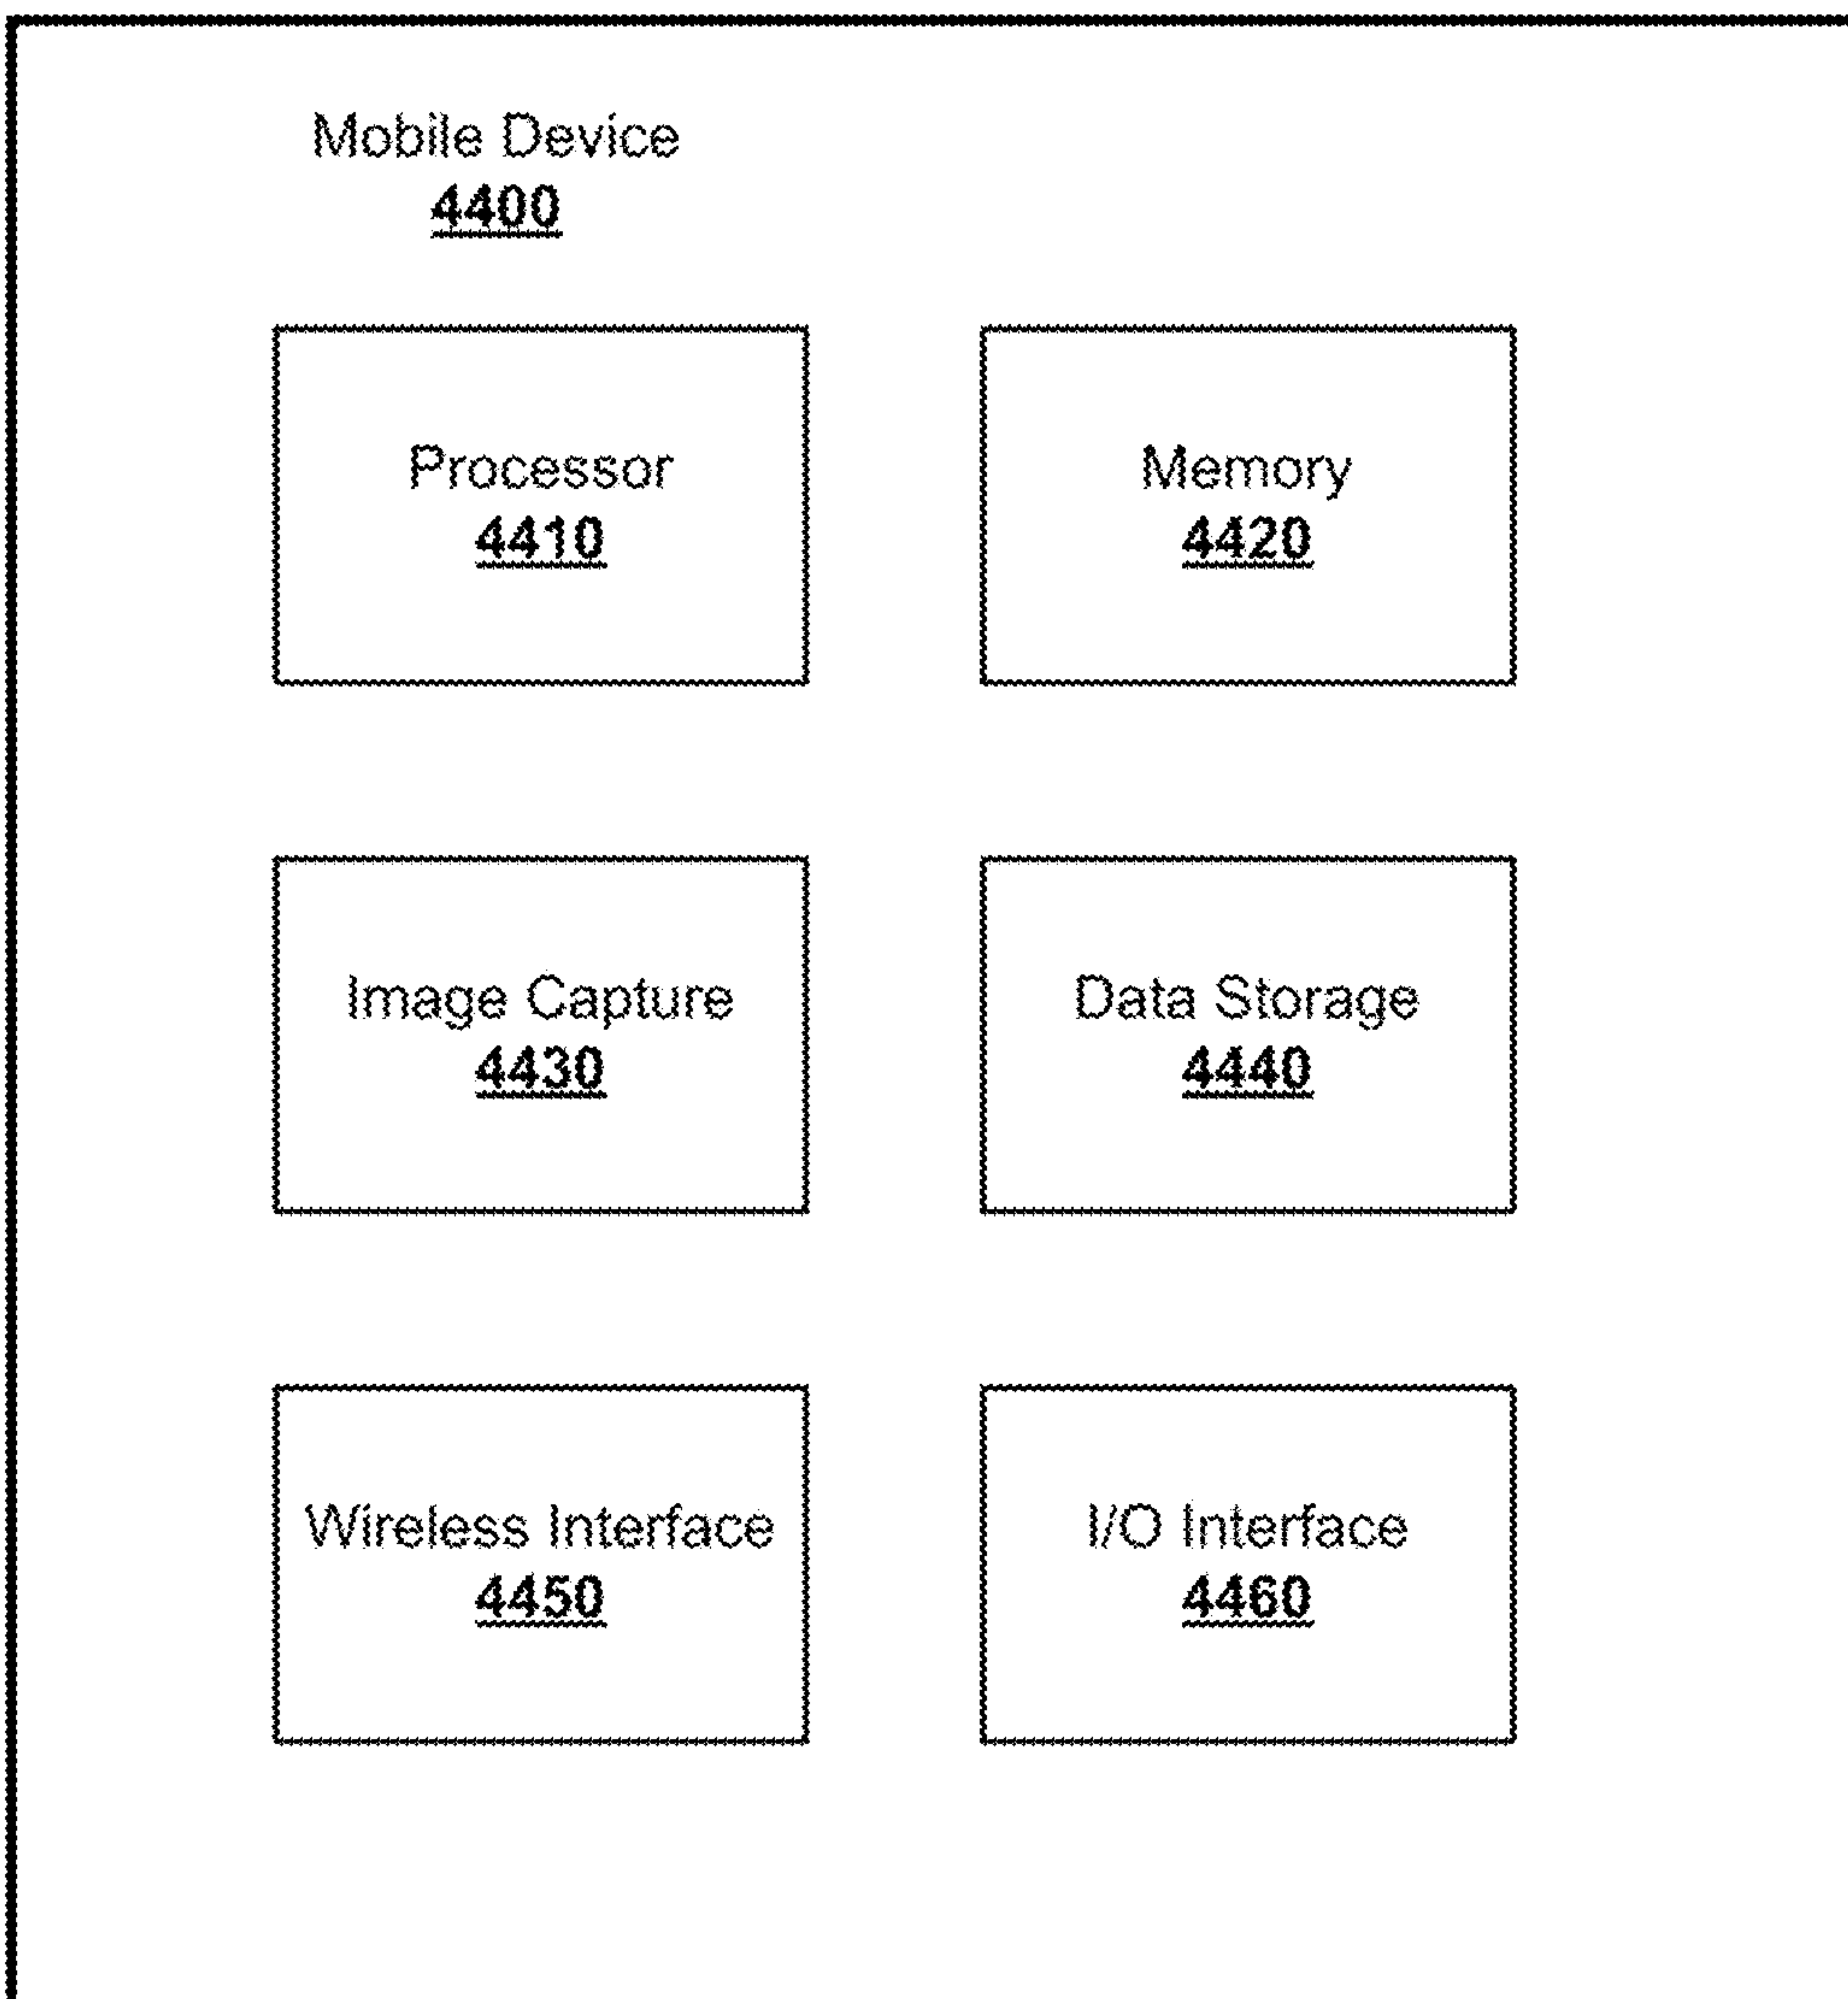 Mobile Device
4400
Processor
4410
Memory
4420
Image Capture
4430
Data Storage
4440
Wireless Interface
4450
I/O Interface
4460